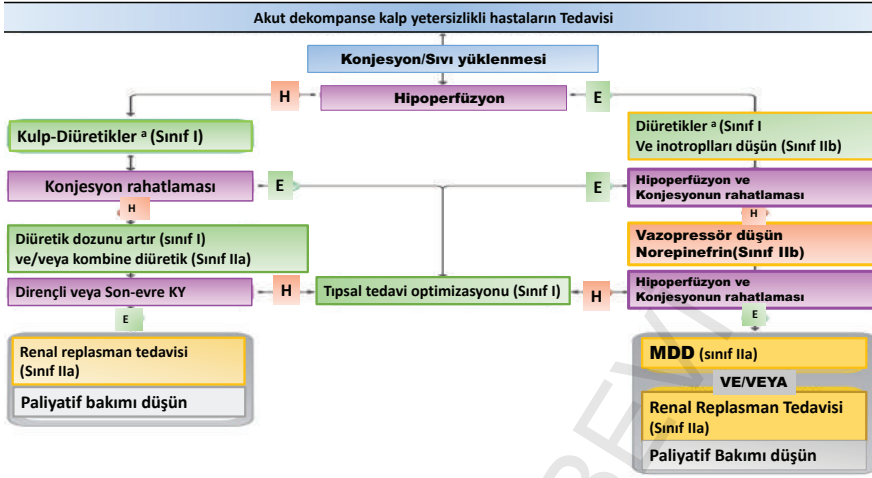 Akut dekompanse kalp yetersizlikli hastaların Tedavisi
Konjesyon/Sıvı yüklenmesi
H
Hipoperfüzyon
E
Kulp-Diüretikler ᵃ (Sınıf I)
Diüretikler ᵃ (Sınıf I
Ve inotroplları düşün (Sınıf IIb)
Konjesyon rahatlaması
E
E
Hipoperfüzyon ve
Konjesyonun rahatlaması
H
H
Diüretik dozunu artır (sınıf I)
ve/veya kombine diüretik (Sınıf IIa)
Vazopressör düşün
Norepinefrin(Sınıf IIb)
Dirençli veya Son-evre KY
H
Tıpsal tedavi optimizasyonu (Sınıf I)
H
Hipoperfüzyon ve
Konjesyonun rahatlaması
E
E
Renal replasman tedavisi
(Sınıf IIa)
Paliyatif bakımı düşün
MDD (sınıf IIa)
VE/VEYA
Renal Replasman Tedavisi
(Sınıf IIa)
Paliyatif Bakımı düşün